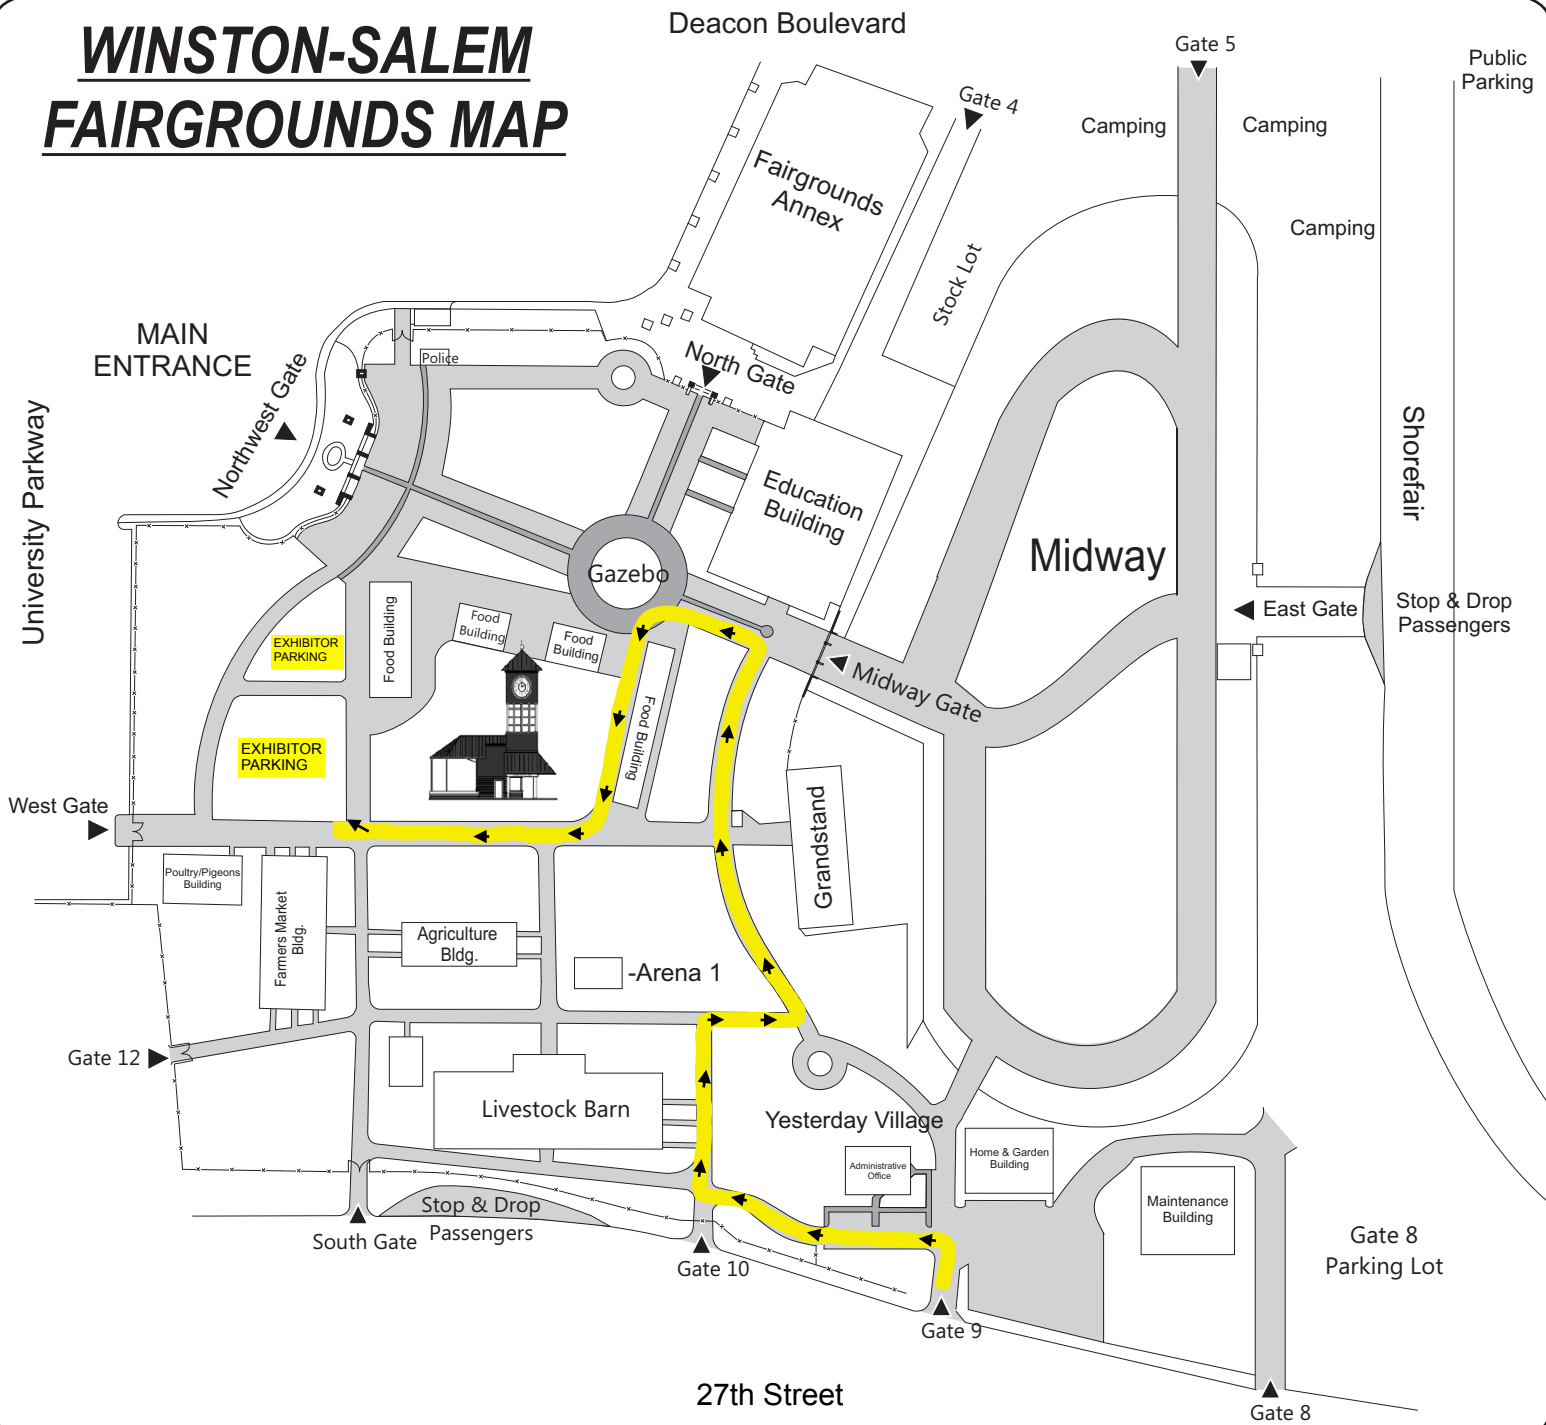 WINSTON-SALEM
FAIRGROUNDS MAP
Deacon Boulevard
Gate 5
Public
Parking
Gate 4
Camping
Camping
Fairgrounds
Annex
Camping
Stock Lot
MAIN
ENTRANCE
Police
North Gate
Northwest Gate
University Parkway
Shorefair
Education
Building
Midway
Gazebo
Food Building
Food
Building
Food
Building
East Gate
Stop & Drop
Passengers
EXHIBITOR
PARKING
Midway Gate
Food Building
EXHIBITOR
PARKING
West Gate
Grandstand
Poultry/Pigeons
Building
Farmers Market
Bldg.
Agriculture
Bldg.
-Arena 1
Gate 12
Livestock Barn
Yesterday Village
Administrative
Office
Home & Garden
Building
Maintenance
Building
Stop & Drop
Passengers
South Gate
Gate 10
Gate 8
Parking Lot
Gate 9
27th Street
Gate 8